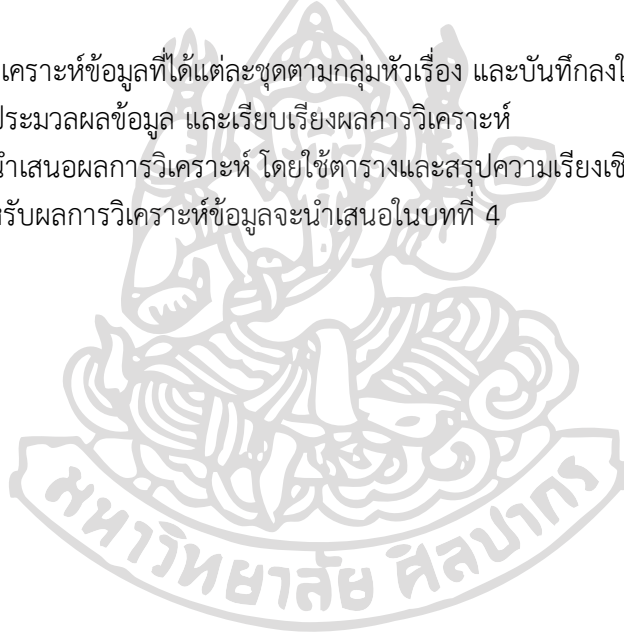 เคราะห์ข้อมูลที่ได้แต่ละชุดตามกลุ่มหัวเรื่อง และบันทึกลงใ
ประมวลผลข้อมูล และเรียบเรียงผลการวิเคราะห์
นำเสนอผลการวิเคราะห์ โดยใช้ตารางและสรุปความเรียงเชิ
รับผลการวิเคราะห์ข้อมูลจะนำเสนอในบทที่ 4
มหาวิทยาลัย ศิลปากร